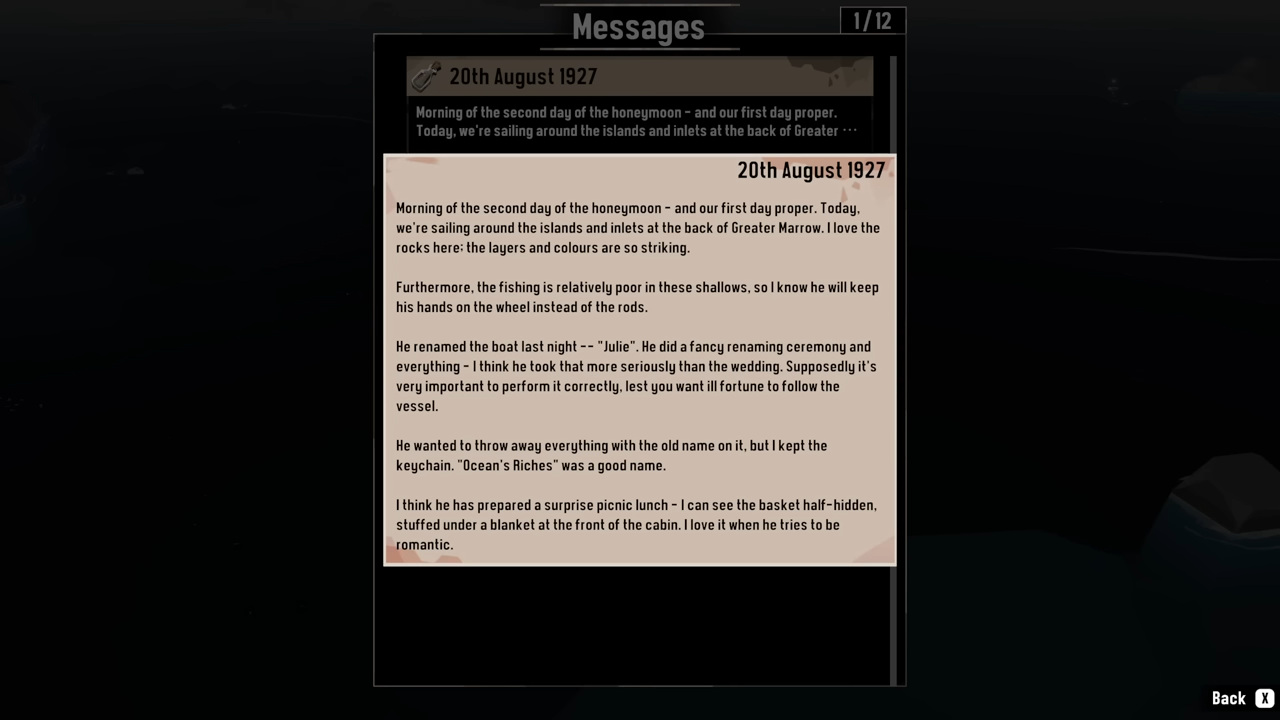 Messages
1/12
20th August 1927
Morning of the second day of the honeymoon - and our first day proper.
Today, we're sailing around the islands and inlets at the back of Greater ...
20th August 1927
Morning of the second day of the honeymoon - and our first day proper. Today,
we're sailing around the islands and inlets at the back of Greater Marrow. I love the
rocks here: the layers and colours are so striking.
Furthermore, the fishing is relatively poor in these shallows, so I know he will keep
his hands on the wheel instead of the rods.
He renamed the boat last night -- "Julie". He did a fancy renaming ceremony and
everything - I think he took that more seriously than the wedding. Supposedly it's
very important to perform it correctly, lest you want ill fortune to follow the
vessel.
He wanted to throw away everything with the old name on it, but I kept the
keychain. "Ocean's Riches" was a good name.
I think he has prepared a surprise picnic lunch - I can see the basket half-hidden,
stuffed under a blanket at the front of the cabin. I love it when he tries to be
romantic.
Back X